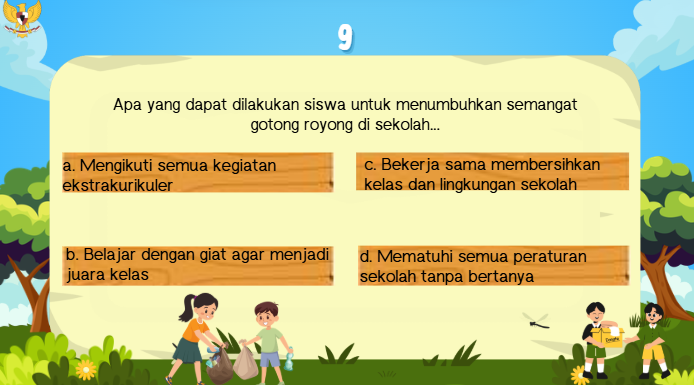 9
Apa yang dapat dilakukan siswa untuk menumbuhkan semangat
gotong royong di sekolah...
a. Mengikuti semua kegiatan
ekstrakurikuler
c. Bekerja sama membersihkan
kelas dan lingkungan sekolah
b. Belajar dengan giat agar menjadi
juara kelas
d. Mematuhi semua peraturan
sekolah tanpa bertanya